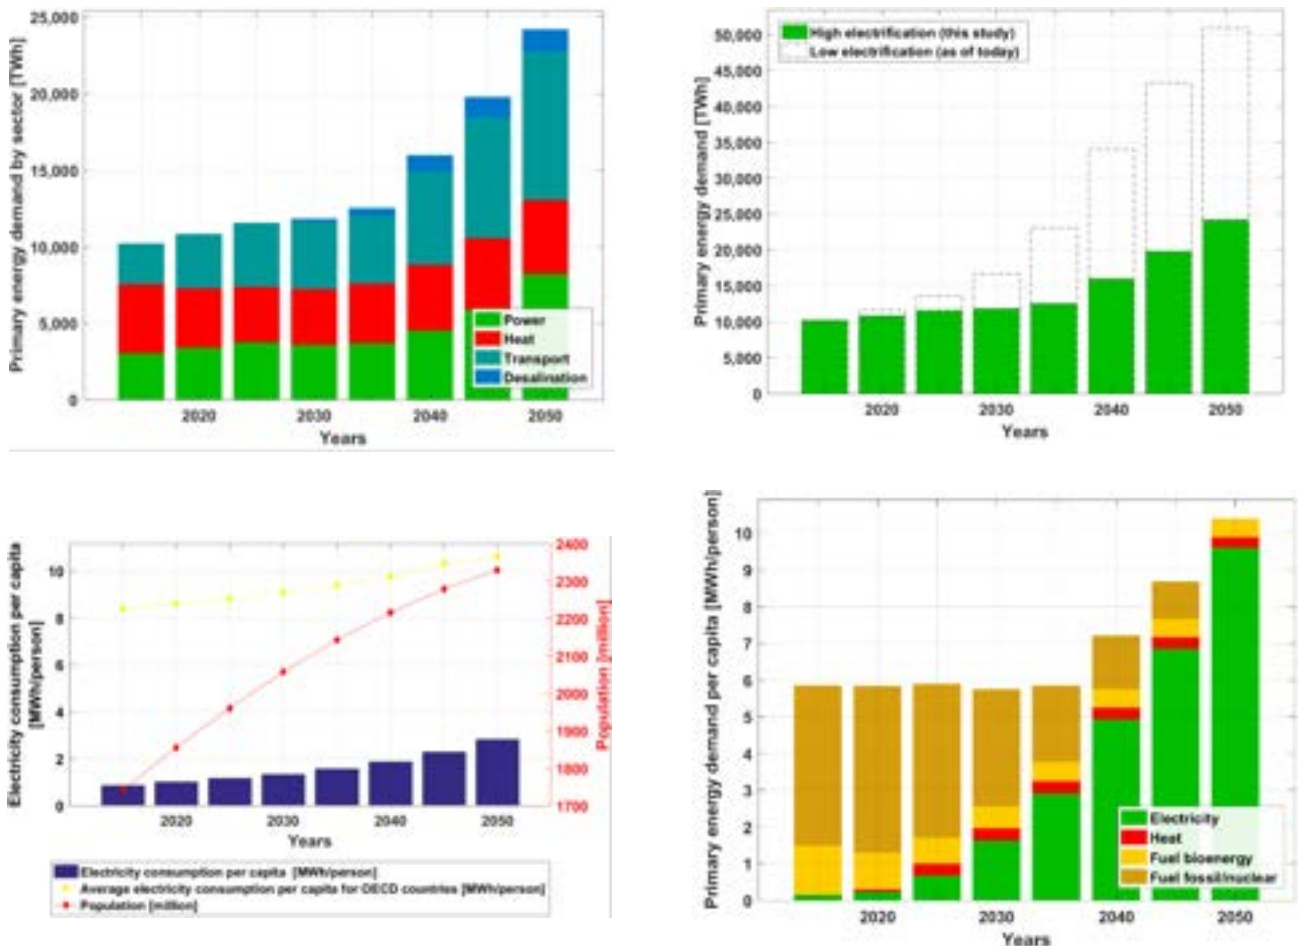 Primary energy demand by sector [TWh]
25,000
20,000
15,000
10,000
5,000
0
2020
2030
2040
2050
Years
Power
Heat
Transport
Desalination
Primary energy demand [TWh]
50,000
45,000
40,000
35,000
30,000
25,000
20,000
15,000
10,000
5,000
0
2020
2030
2040
2050
Years
High electrification (this study)
Low electrification (as of today)
Electricity consumption per capita
[MWh/person]
10
8
6
4
2
0
2020
2030
2040
2050
Years
2400
2300
2200
2100
2000
1900
1800
1700
Population [million]
Electricity consumption per capita [MWh/person]
Average electricity consumption per capita for OECD countries [MWh/person]
Population [million]
Primary energy demand per capita [MWh/person]
10
9
8
7
6
5
4
3
2
1
0
2020
2030
2040
2050
Years
Electricity
Heat
Fuel bioenergy
Fuel fossil/nuclear